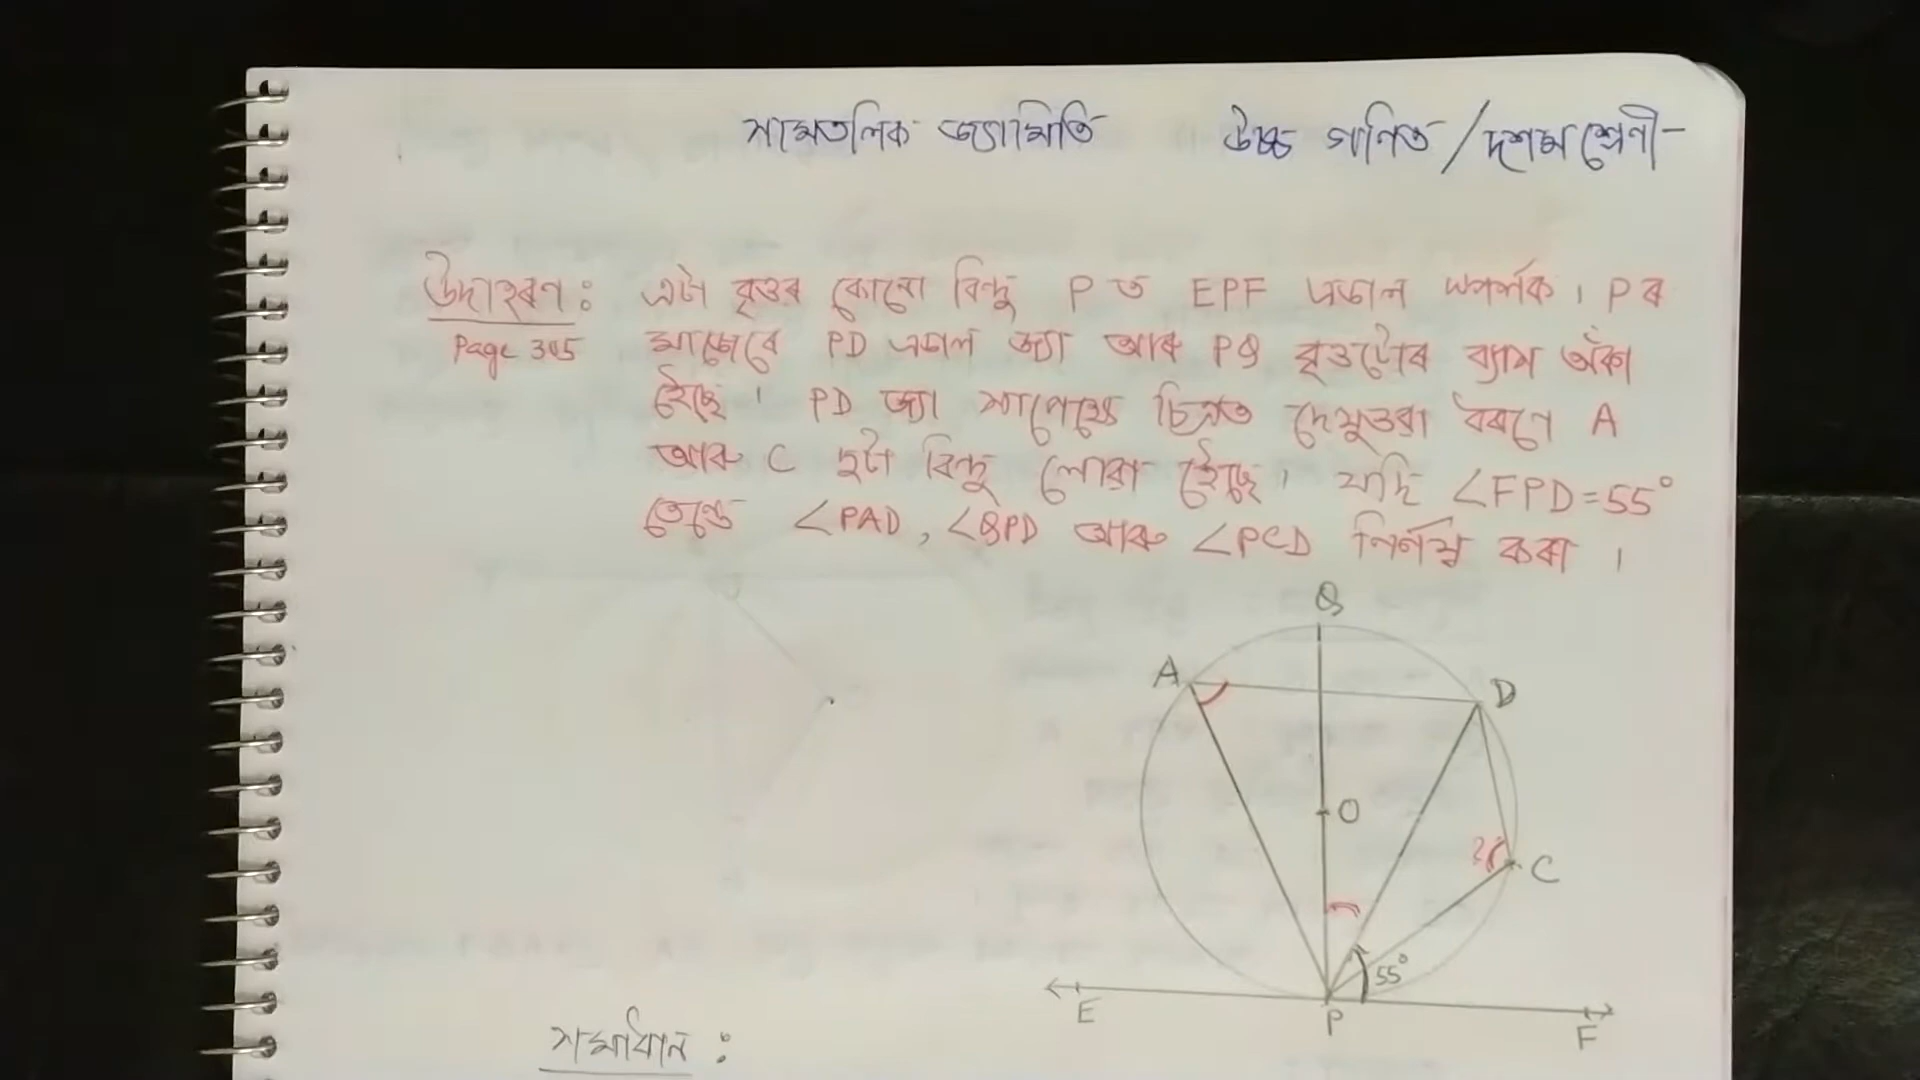 সামতলিক জ্যামিতি উচ্চ গণিত / দশম শ্রেণী
উদাহৰণ : এটা বৃত্তৰ কোনো বিন্দু P ত EPF এডাল স্পৰ্শক । P ৰ
Page 305 মাজেৰে PD এডাল জ্যা আৰু PQ বৃত্তটোৰ ব্যাস অঁকা
হৈছে । PD জ্যা সাপেক্ষে চিত্ৰত দেখুওৱা ধৰণে A
আৰু C দুটা বিন্দু লোৱা হৈছে । যদি ∠FPD = 55°
তেন্তে ∠PAD , ∠QPD আৰু ∠PCD নিৰ্ণয় কৰা ।
Q
A D
O
? C
55°
E P F
সমাধান :